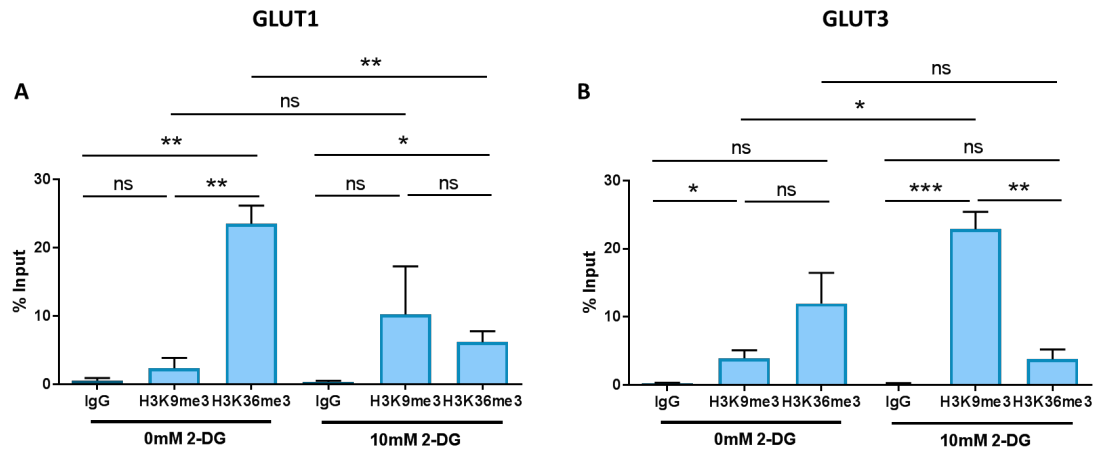 GLUT1
GLUT3
A
**
ns
**
*
ns
**
ns
ns
% Input
30
20
10
0
IgG
H3K9me3
H3K36me3
IgG
H3K9me3
H3K36me3
0mM 2-DG
10mM 2-DG
B
ns
*
ns
ns
*
ns
***
**
% Input
30
20
10
0
IgG
H3K9me3
H3K36me3
IgG
H3K9me3
H3K36me3
0mM 2-DG
10mM 2-DG